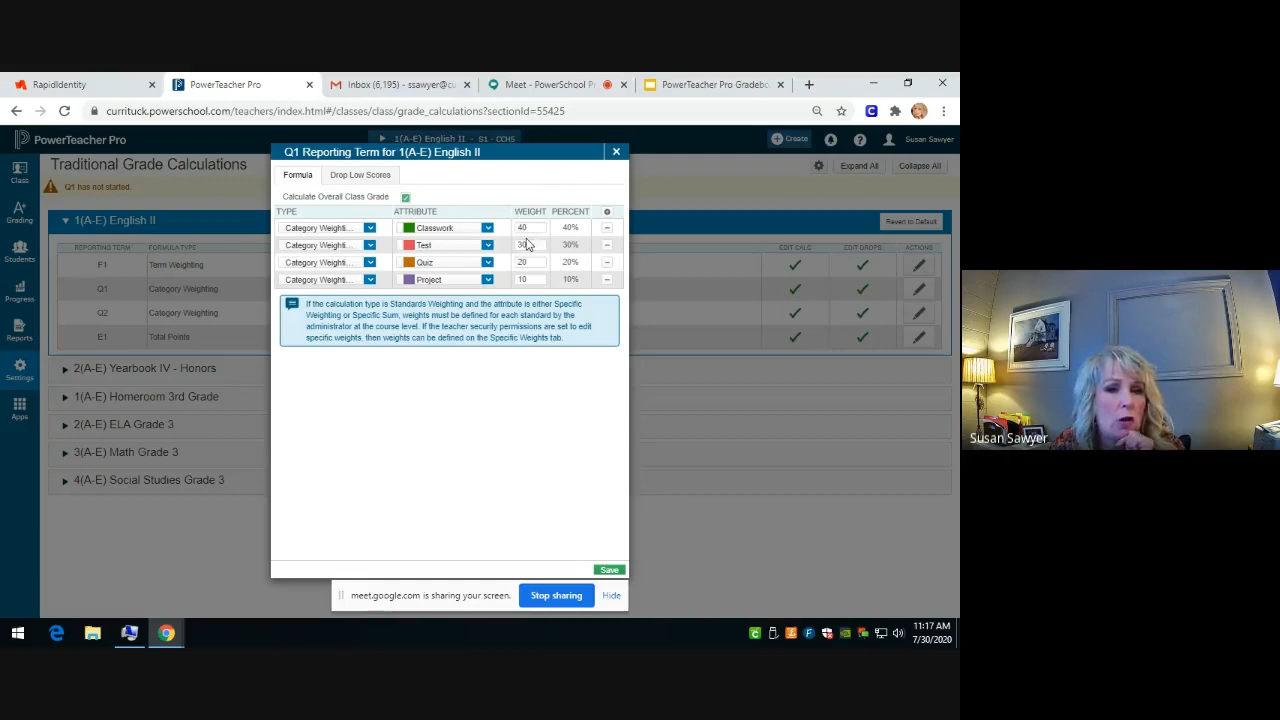 RapidIdentity
PowerTeacher Pro
Inbox (6,195) - ssawyer@cu
Meet - PowerSchool P
PowerTeacher Pro Gradebo
currituck.powerschool.com/teachers/index.html#/classes/class/grade_calculations?sectionId=55425
PowerTeacher Pro
1(A-E) English II - S1 - CCHS
Create
Susan Sawyer
Class
Grading
Students
Progress
Reports
Settings
Apps
Traditional Grade Calculations
Expand All
Collapse All
Q1 has not started.
1(A-E) English II
Revert to Default
REPORTING TERM
FORMULA TYPE
EDIT CALC
EDIT DROPS
ACTIONS
F1 Term Weighting
Q1 Category Weighting
Q2 Category Weighting
E1 Total Points
2(A-E) Yearbook IV - Honors
1(A-E) Homeroom 3rd Grade
2(A-E) ELA Grade 3
3(A-E) Math Grade 3
4(A-E) Social Studies Grade 3
Q1 Reporting Term for 1(A-E) English II
Formula
Drop Low Scores
Calculate Overall Class Grade
TYPE ATTRIBUTE WEIGHT PERCENT
Category Weighti... Classwork 40 40%
Category Weighti... Test 30 30%
Category Weighti... Quiz 20 20%
Category Weighti... Project 10 10%
If the calculation type is Standards Weighting and the attribute is either Specific
Weighting or Specific Sum, weights must be defined for each standard by the
administrator at the course level. If the teacher security permissions are set to edit
specific weights, then weights can be defined on the Specific Weights tab.
Save
meet.google.com is sharing your screen.
Stop sharing
Hide
11:17 AM
7/30/2020
Susan Sawyer